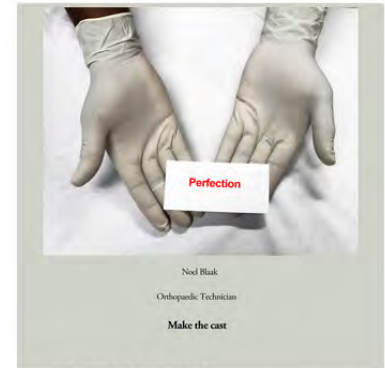 Perfection
Noel Blaak
Orthopaedic Technician
Make the cast